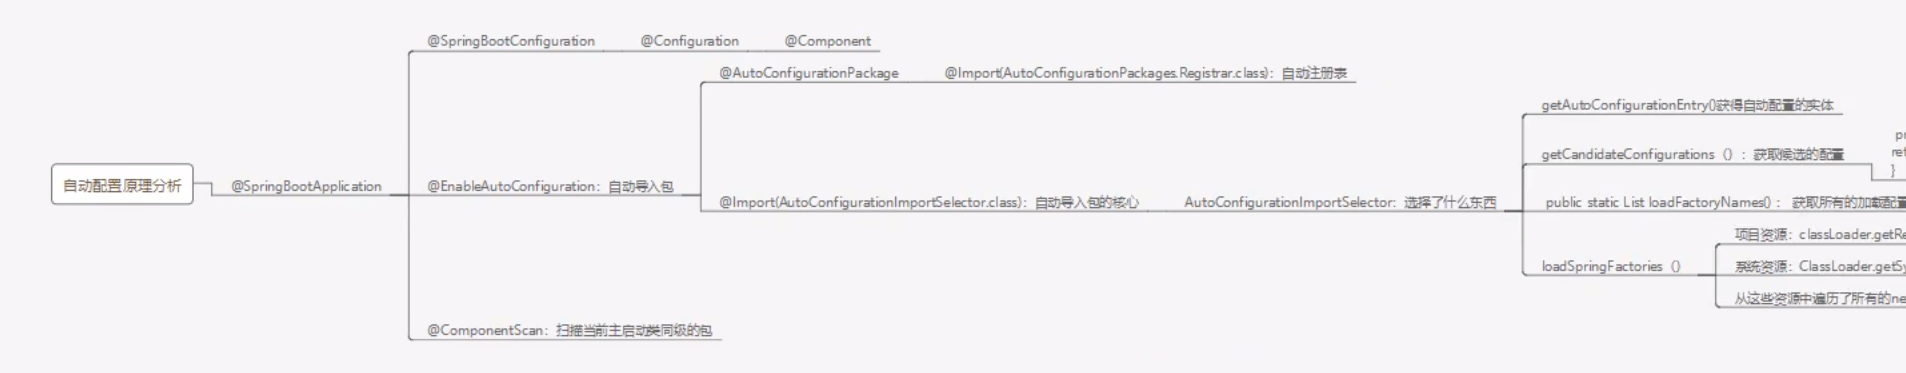 @SpringBootConfiguration @Configuration @Component
@AutoConfigurationPackage @Import(AutoConfigurationPackages.Registrar.class)：自动注册表
getAutoConfigurationEntry()获得自动配置的实体
pr
getCandidateConfigurations（）：获取候选的配置
ret
}
自动配置原理分析
@SpringBootApplication
@EnableAutoConfiguration：自动导入包
@Import(AutoConfigurationImportSelector.class)：自动导入包的核心
AutoConfigurationImportSelector：选择了什么东西
public static List loadFactoryNames()： 获取所有的加载配置
项目资源：classLoader.getRe
loadSpringFactories（）
系统资源：ClassLoader.getSy
从这些资源中遍历了所有的ne
@ComponentScan：扫描当前主启动类同级的包